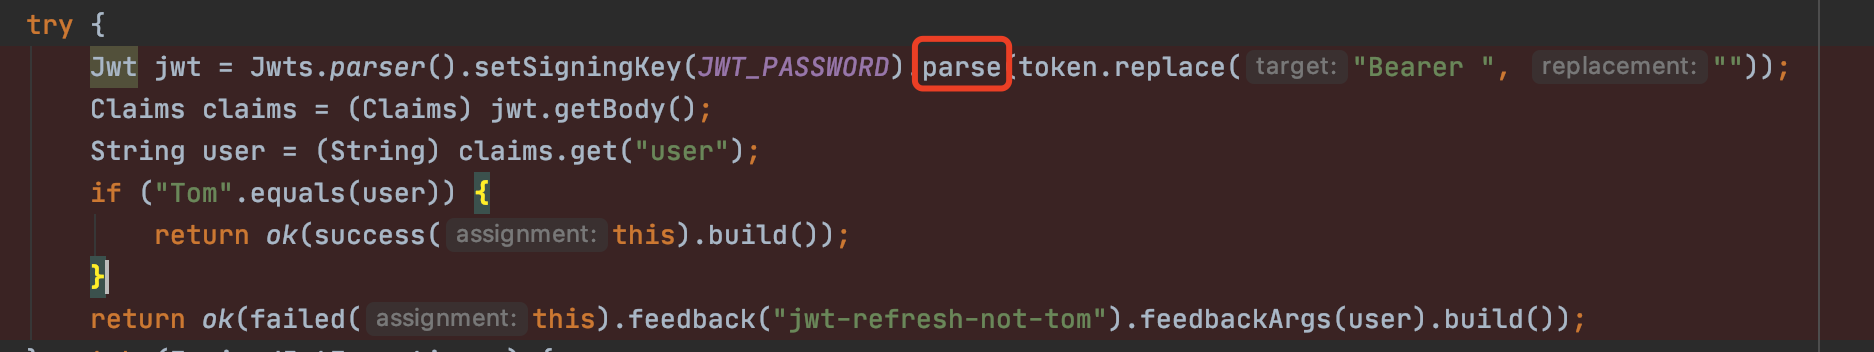 try {
Jwt jwt = Jwts.parser().setSigningKey(JWT_PASSWORD).parse(token.replace( target: "Bearer ", replacement: ""));
Claims claims = (Claims) jwt.getBody();
String user = (String) claims.get("user");
if ("Tom".equals(user)) {
return ok(success( assignment: this).build());
}
return ok(failed( assignment: this).feedback("jwt-refresh-not-tom").feedbackArgs(user).build());